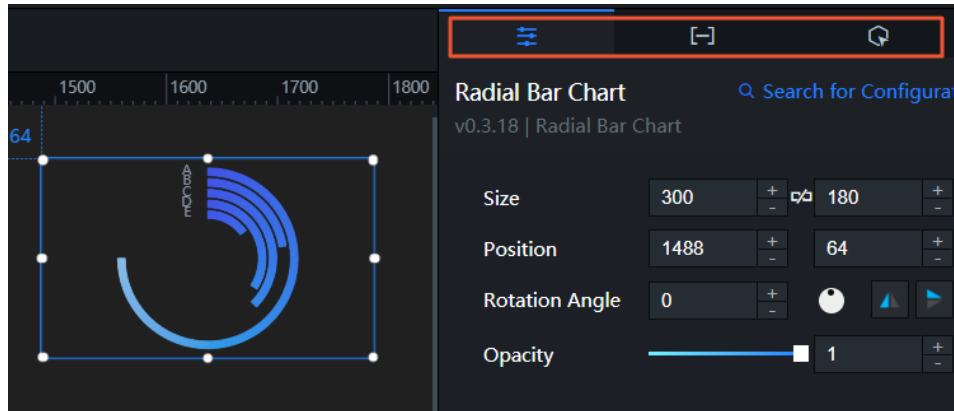 1500 1600 1700 1800
64
A
B
C
D
E
Radial Bar Chart
Search for Configurat
v0.3.18 | Radial Bar Chart
Size 300 + - 180 + -
Position 1488 + - 64 + -
Rotation Angle 0 + -
Opacity 1 + -